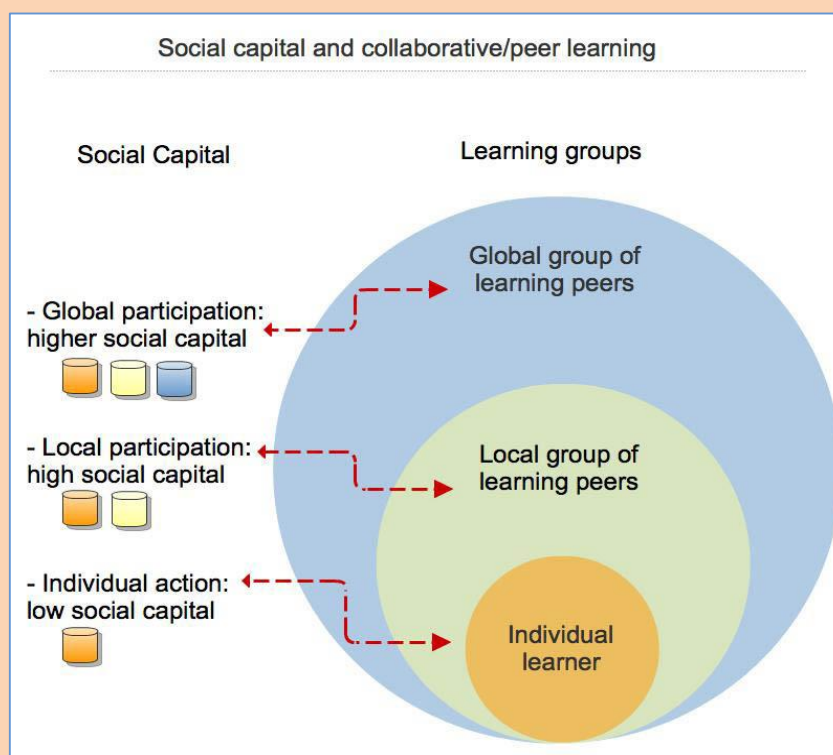 Social capital and collaborative/peer learning
Social Capital
Learning groups
Global group of
learning peers
- Global participation:
higher social capital
- Local participation:
high social capital
Local group of
learning peers
- Individual action:
low social capital
Individual
learner